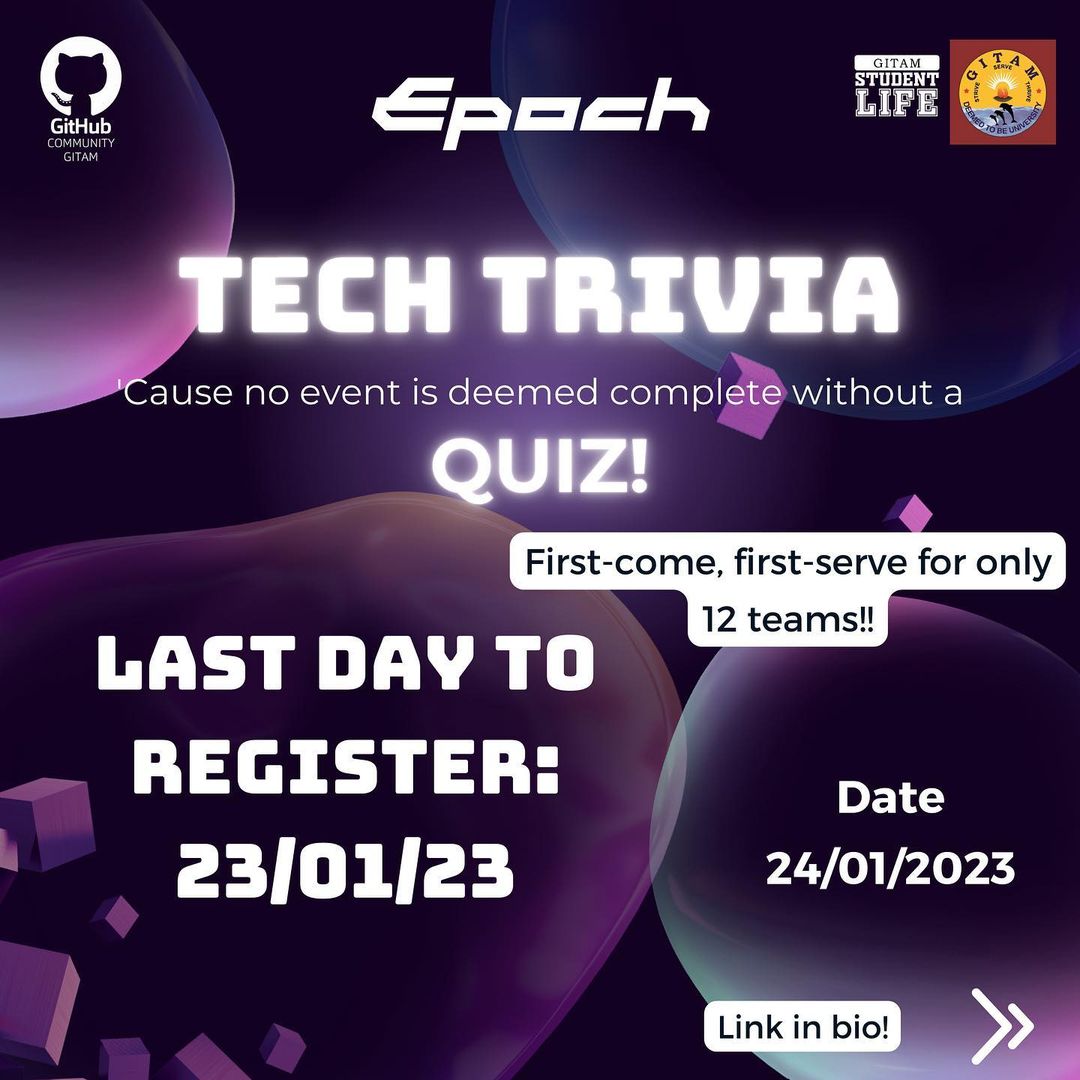 GitHub
COMMUNITY
GITAM
Epoch
GITAM
STUDENT
LIFE
GITAM
STRIVE SERVE THRIVE
DEEMED TO BE UNIVERSITY
TECH TRIVIA
'Cause no event is deemed complete without a
QUIZ!
First-come, first-serve for only
12 teams!!
LAST DAY TO
REGISTER:
23/01/23
Date
24/01/2023
Link in bio!